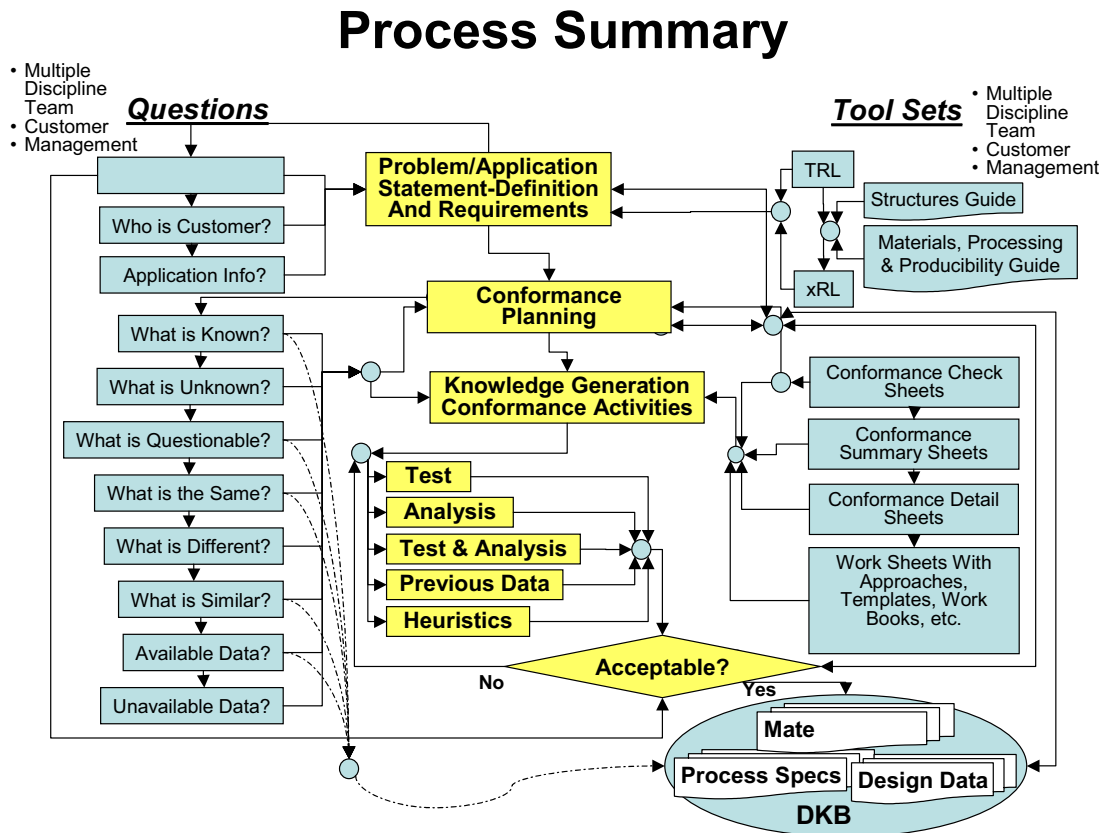 Process Summary
• Multiple
Discipline
Team
• Customer
• Management
Questions
Tool Sets
• Multiple
Discipline
Team
• Customer
• Management
Who is Customer?
Application Info?
What is Known?
What is Unknown?
What is Questionable?
What is the Same?
What is Different?
What is Similar?
Available Data?
Unavailable Data?
Problem/Application
Statement-Definition
And Requirements
Conformance
Planning
Knowledge Generation
Conformance Activities
Test
Analysis
Test & Analysis
Previous Data
Heuristics
Acceptable?
No
Yes
TRL
Structures Guide
Materials, Processing
& Producibility Guide
xRL
Conformance Check
Sheets
Conformance
Summary Sheets
Conformance Detail
Sheets
Work Sheets With
Approaches,
Templates, Work
Books, etc.
Mate
Process Specs
Design Data
DKB